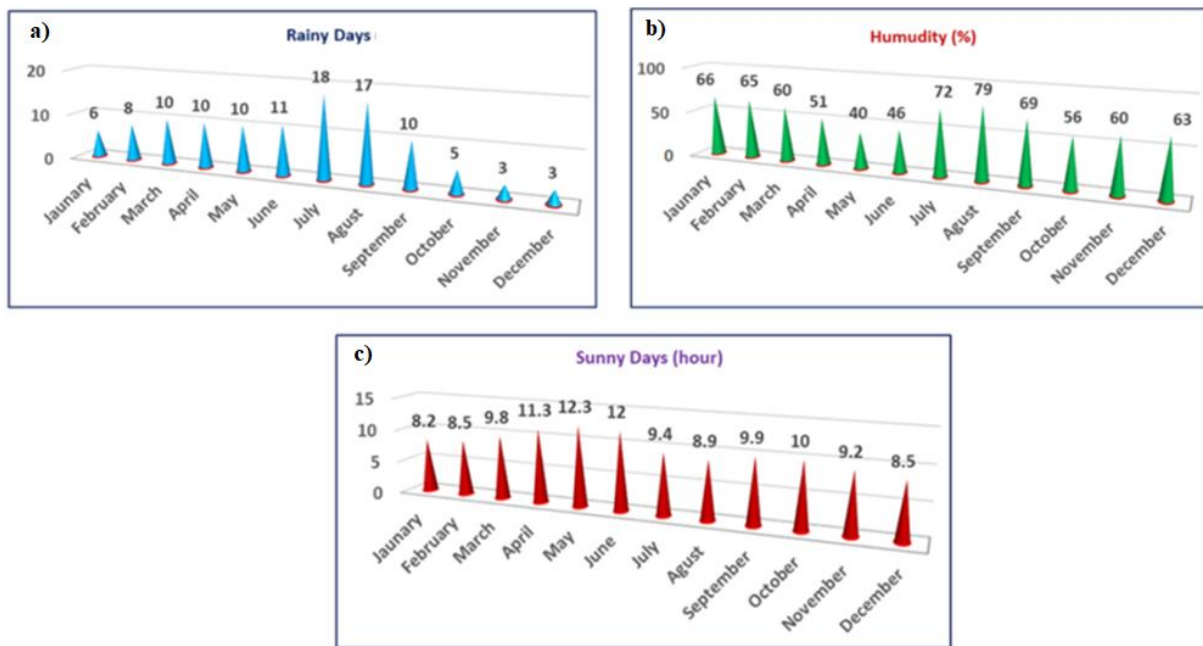 a)
Rainy Days
20
10
0
6 8 10 10 10 11 18 17 10 5 3 3
Jaunary February March April May June July Agust September October November December
b)
Humudity (%)
100
50
0
66 65 60 51 40 46 72 79 69 56 60 63
Jaunary February March April May June July Agust September October November December
c)
Sunny Days (hour)
15
10
5
0
8.2 8.5 9.8 11.3 12.3 12 9.4 8.9 9.9 10 9.2 8.5
Jaunary February March April May June July Agust September October November December